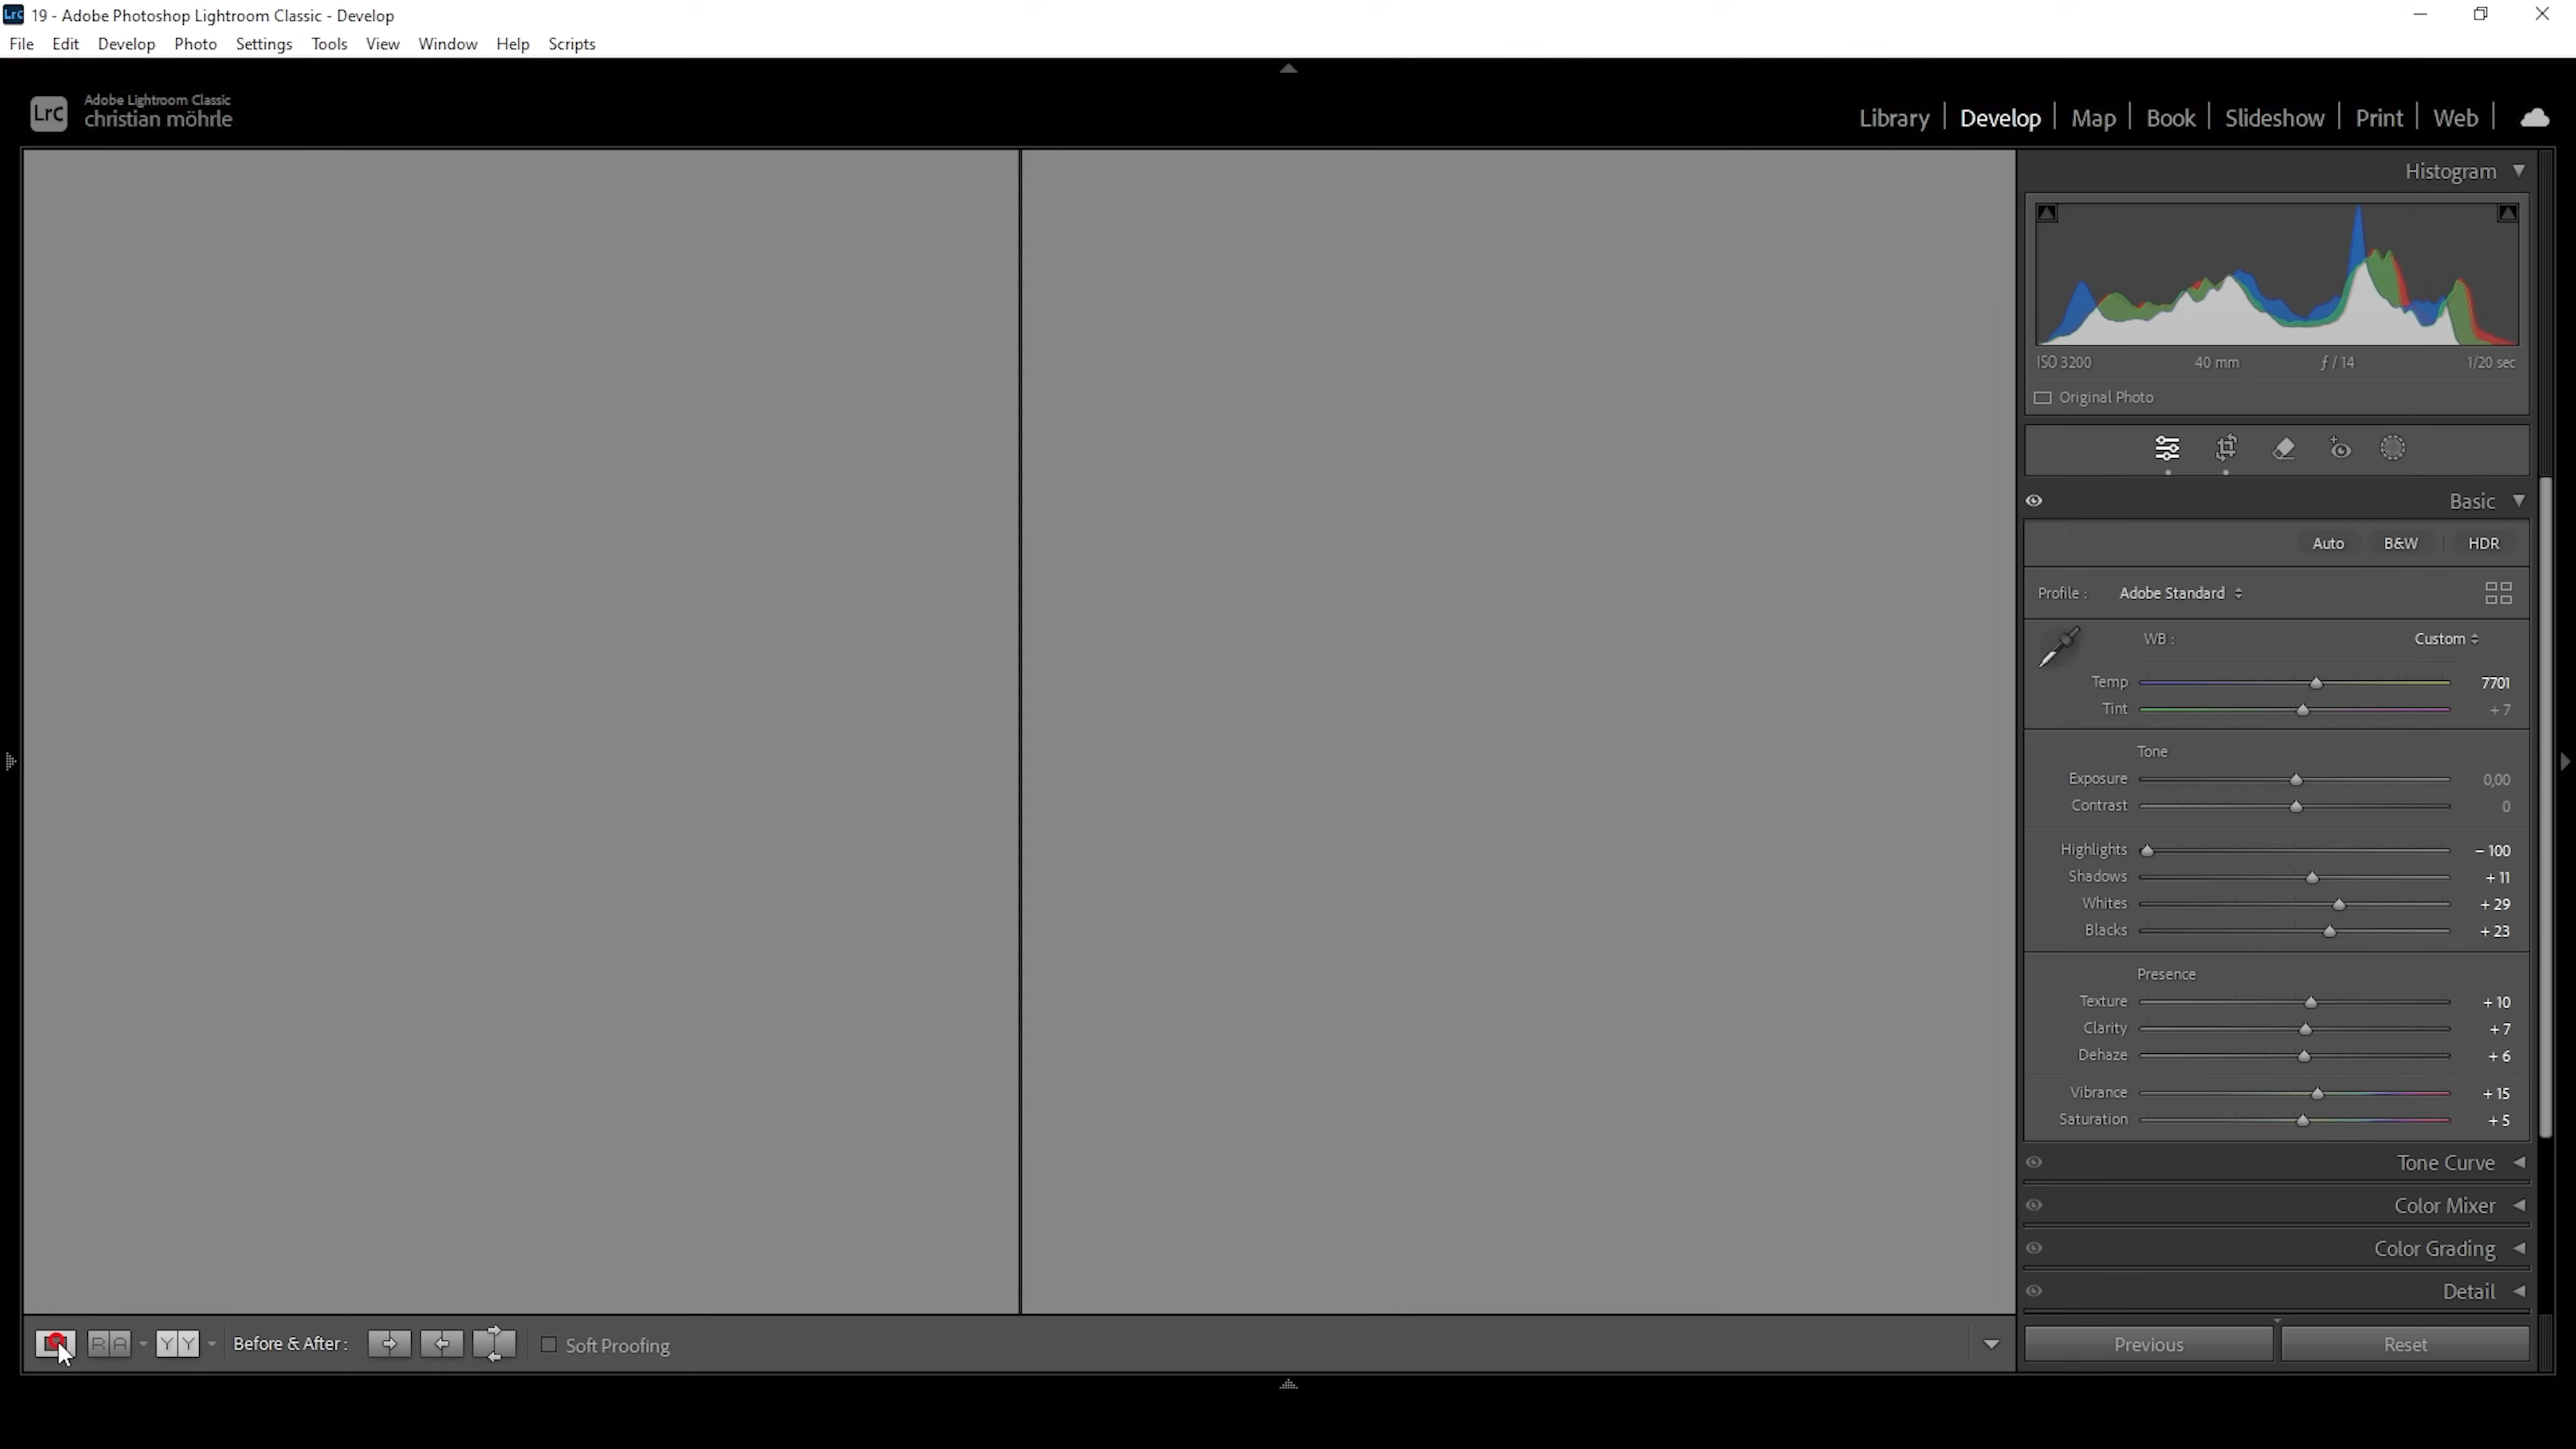 Lrc 19 - Adobe Photoshop Lightroom Classic - Develop
File Edit Develop Photo Settings Tools View Window Help Scripts
Lrc Adobe Lightroom Classic
christian möhrle
Library | Develop | Map | Book | Slideshow | Print | Web |
Histogram
ISO 3200 40 mm ƒ / 14 1/20 sec
Original Photo
Basic
Auto B&W HDR
Profile : Adobe Standard
WB : Custom
Temp 7701
Tint + 7
Tone
Exposure 0,00
Contrast 0
Highlights – 100
Shadows + 11
Whites + 29
Blacks + 23
Presence
Texture + 10
Clarity + 7
Dehaze + 6
Vibrance + 15
Saturation + 5
Tone Curve
Color Mixer
Color Grading
Detail
R A Y Y Before & After : Soft Proofing
Previous Reset